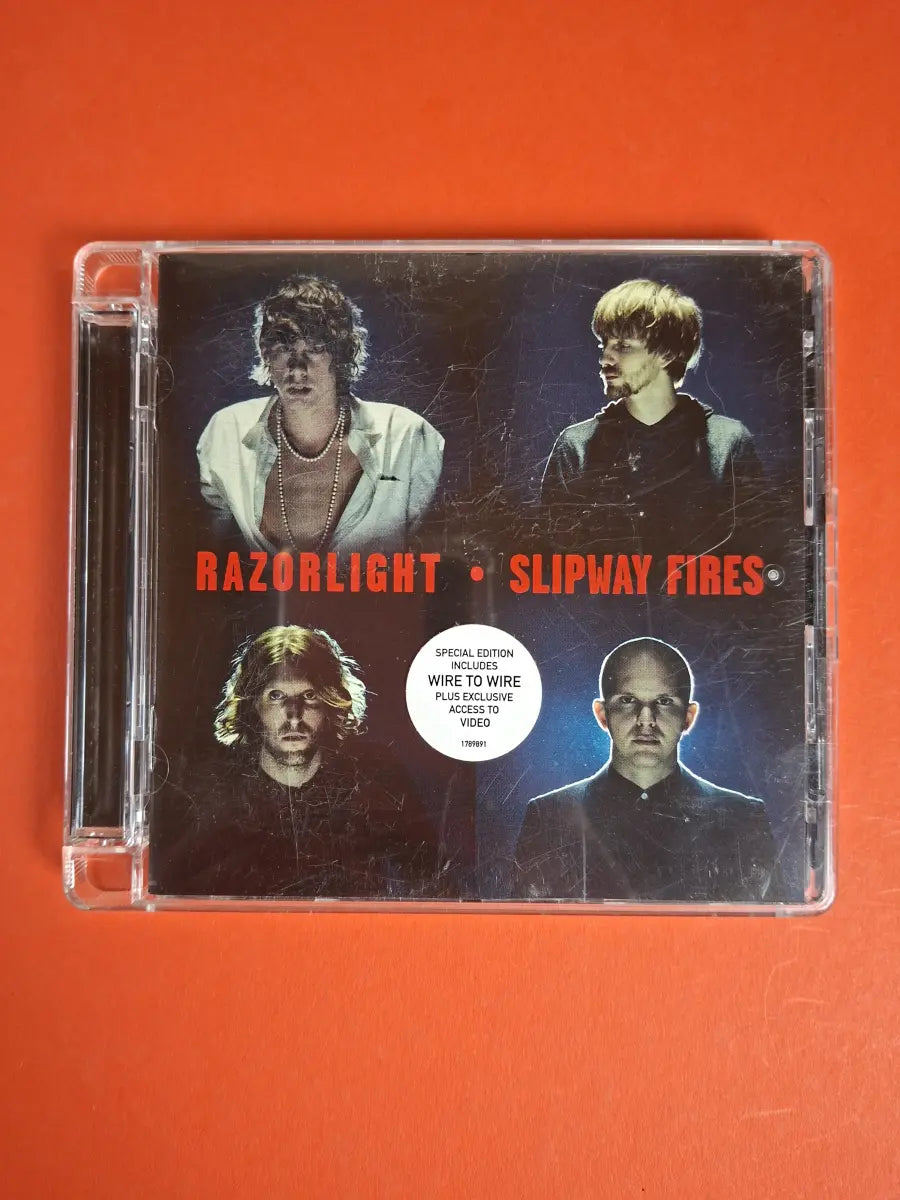 RAZORLIGHT • SLIPWAY FIRES
SPECIAL EDITION
INCLUDES
WIRE TO WIRE
PLUS EXCLUSIVE
ACCESS TO
VIDEO
1789891